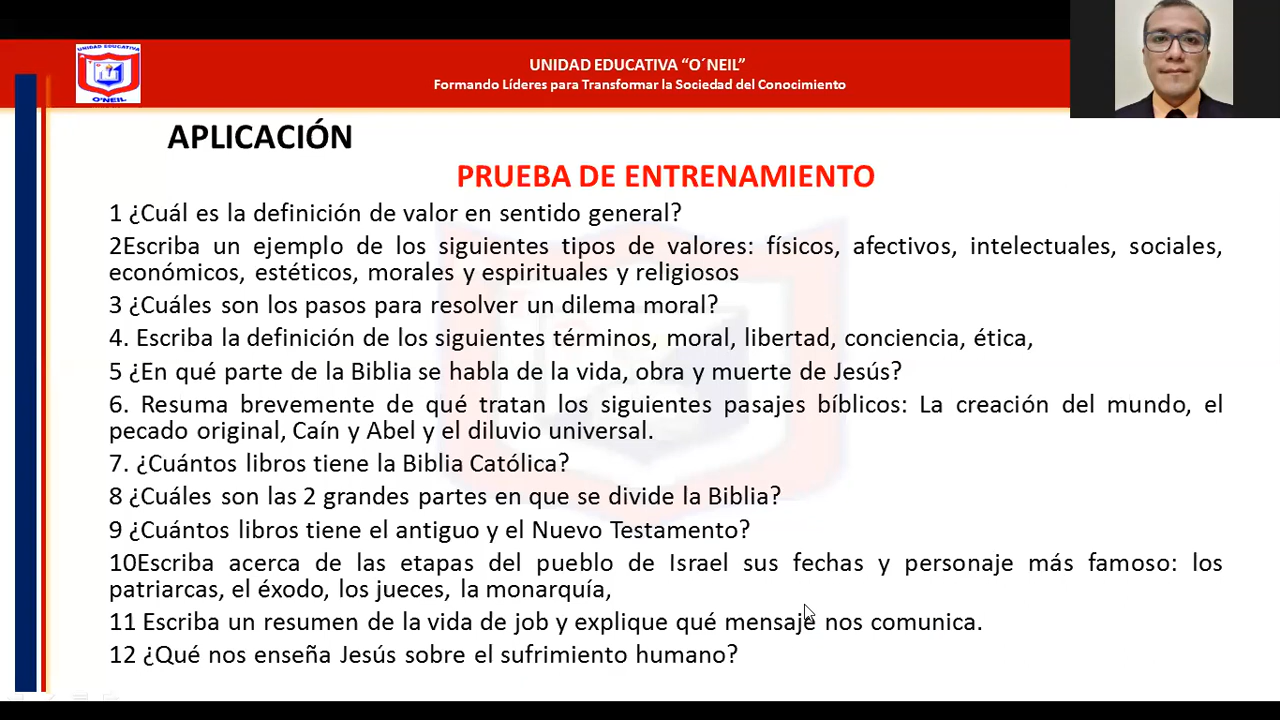 UNIDAD EDUCATIVA
O'NEIL
UNIDAD EDUCATIVA “O´NEIL”
Formando Líderes para Transformar la Sociedad del Conocimiento
APLICACIÓN
PRUEBA DE ENTRENAMIENTO
1 ¿Cuál es la definición de valor en sentido general?
2Escriba un ejemplo de los siguientes tipos de valores: físicos, afectivos, intelectuales, sociales,
económicos, estéticos, morales y espirituales y religiosos
3 ¿Cuáles son los pasos para resolver un dilema moral?
4. Escriba la definición de los siguientes términos, moral, libertad, conciencia, ética,
5 ¿En qué parte de la Biblia se habla de la vida, obra y muerte de Jesús?
6. Resuma brevemente de qué tratan los siguientes pasajes bíblicos: La creación del mundo, el
pecado original, Caín y Abel y el diluvio universal.
7. ¿Cuántos libros tiene la Biblia Católica?
8 ¿Cuáles son las 2 grandes partes en que se divide la Biblia?
9 ¿Cuántos libros tiene el antiguo y el Nuevo Testamento?
10Escriba acerca de las etapas del pueblo de Israel sus fechas y personaje más famoso: los
patriarcas, el éxodo, los jueces, la monarquía,
11 Escriba un resumen de la vida de job y explique qué mensaje nos comunica.
12 ¿Qué nos enseña Jesús sobre el sufrimiento humano?